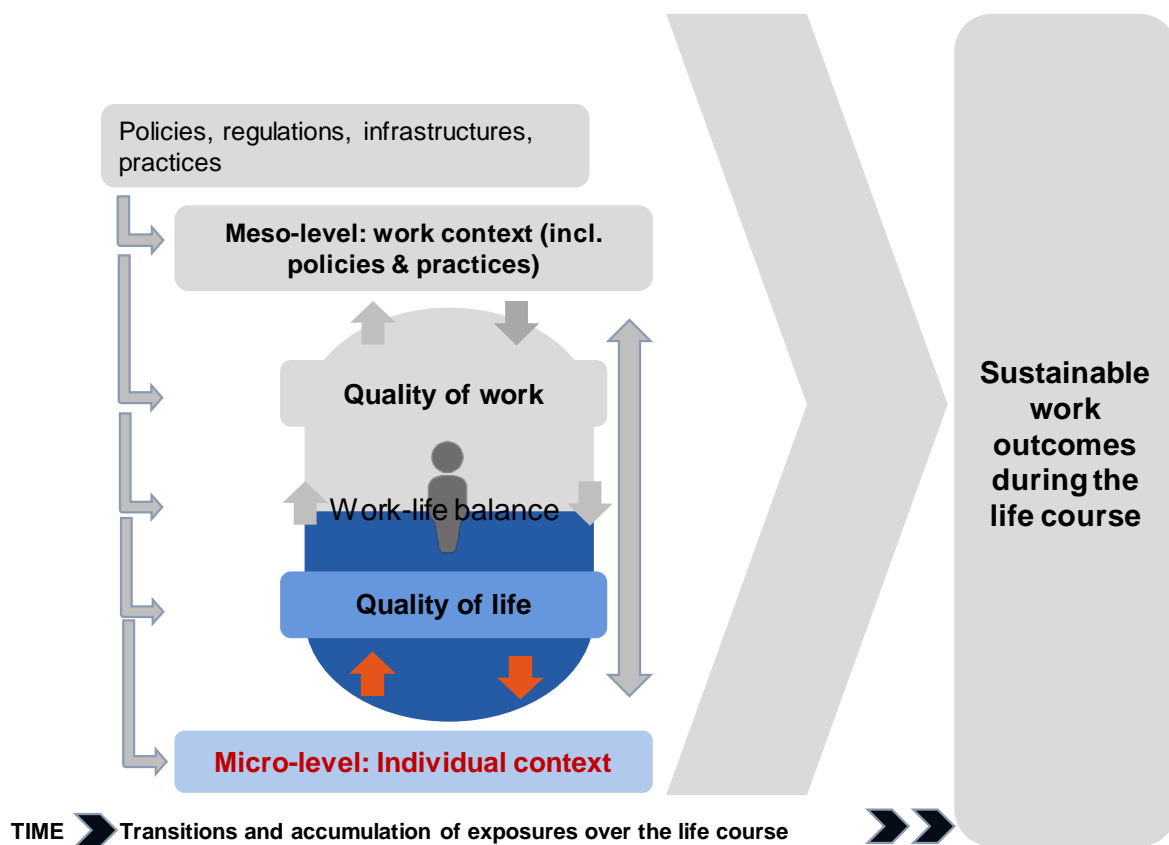 Policies, regulations, infrastructures,
practices
Meso-level: work context (incl.
policies & practices)
Quality of work
Work-life balance
Quality of life
Micro-level: Individual context
Sustainable
work
outcomes
during the
life course
TIME Transitions and accumulation of exposures over the life course